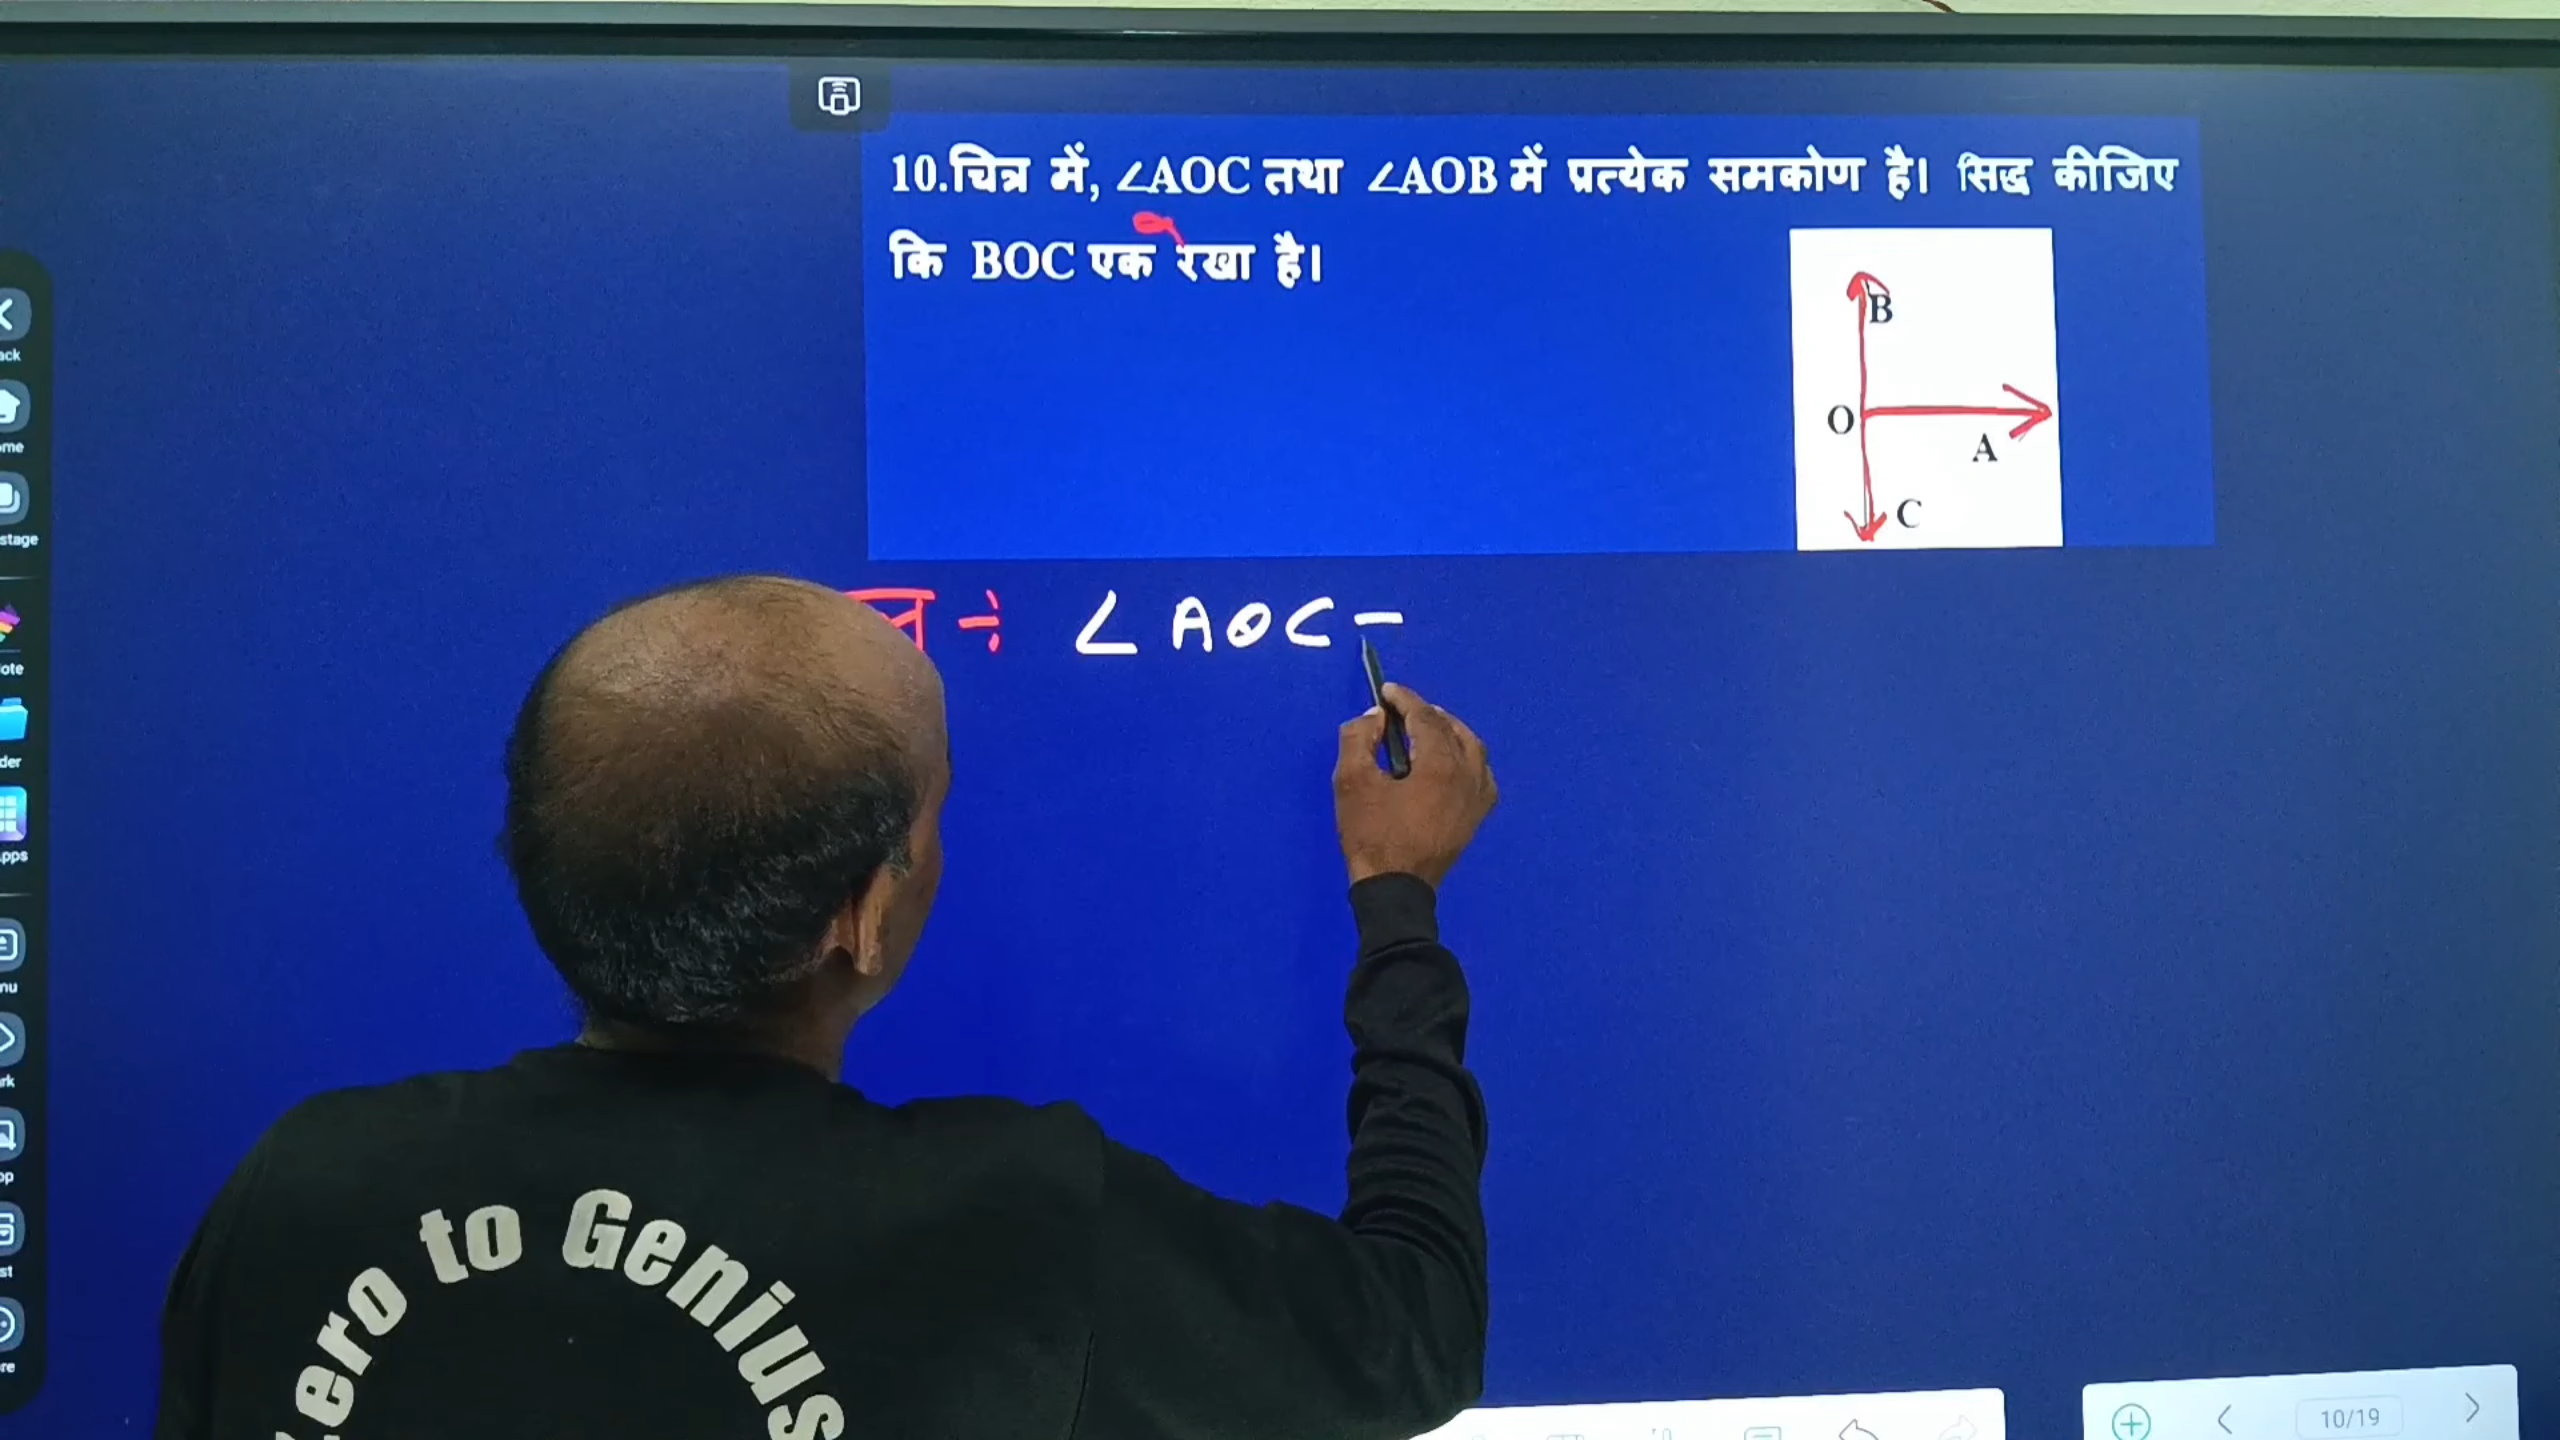 10.चित्र में, ∠AOC तथा ∠AOB में प्रत्येक समकोण है। सिद्ध कीजिए
कि BOC एक रेखा है।
B
O
A
C
÷ ∠ AOC -
to Genius
10/19